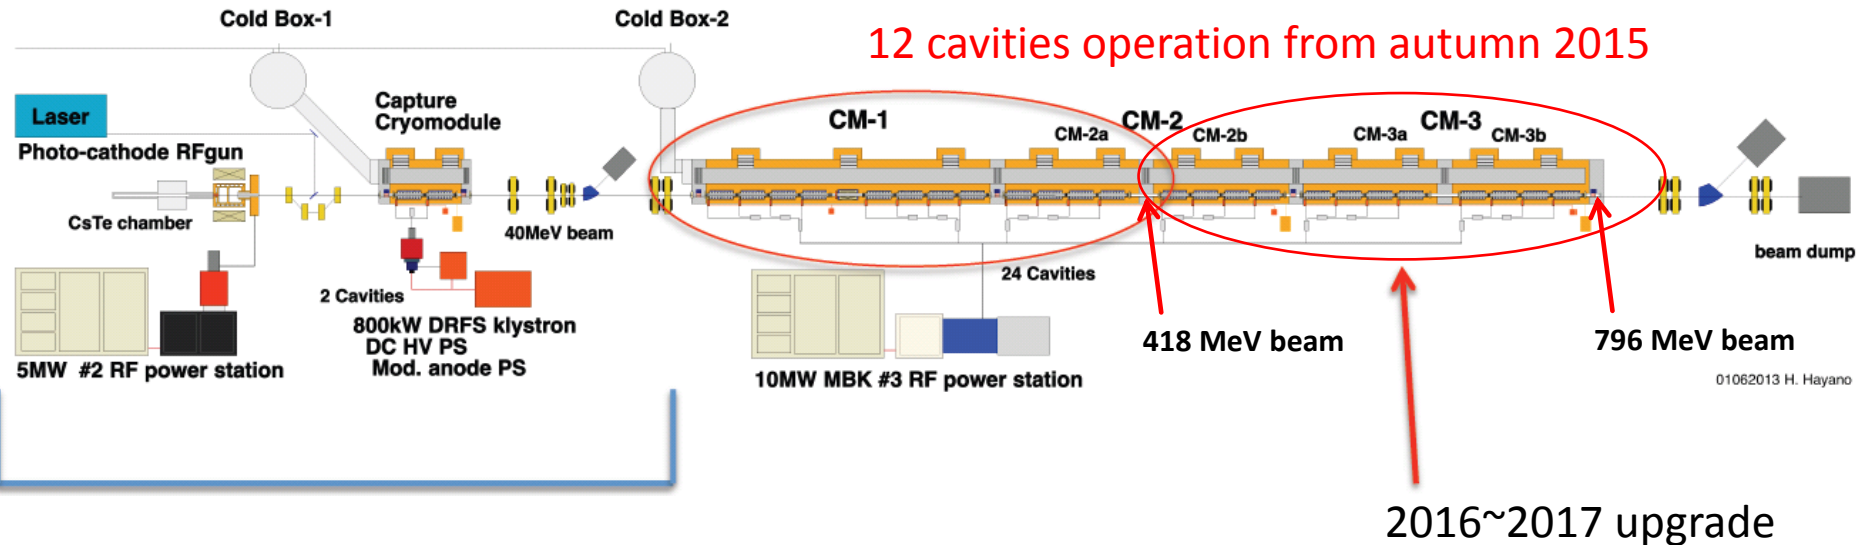 Cold Box-1
Cold Box-2
12 cavities operation from autumn 2015
Laser
Photo-cathode RFgun
CsTe chamber
Capture
Cryomodule
40MeV beam
CM-1
CM-2a
CM-2
CM-2b
CM-3a
CM-3
CM-3b
beam dump
5MW #2 RF power station
2 Cavities
800kW DRFS klystron
DC HV PS
Mod. anode PS
24 Cavities
10MW MBK #3 RF power station
418 MeV beam
796 MeV beam
01062013 H. Hayano
2016~2017 upgrade